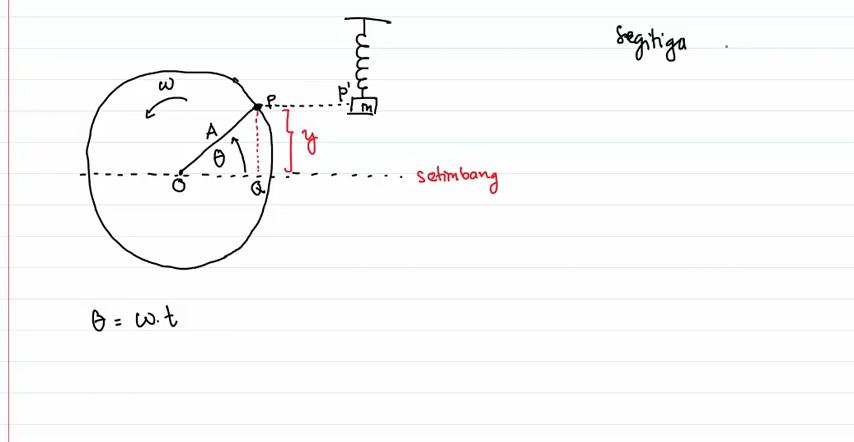 Segitiga
ω
P
P'
m
A
y
θ
O
Q
setimbang
θ = ω.t